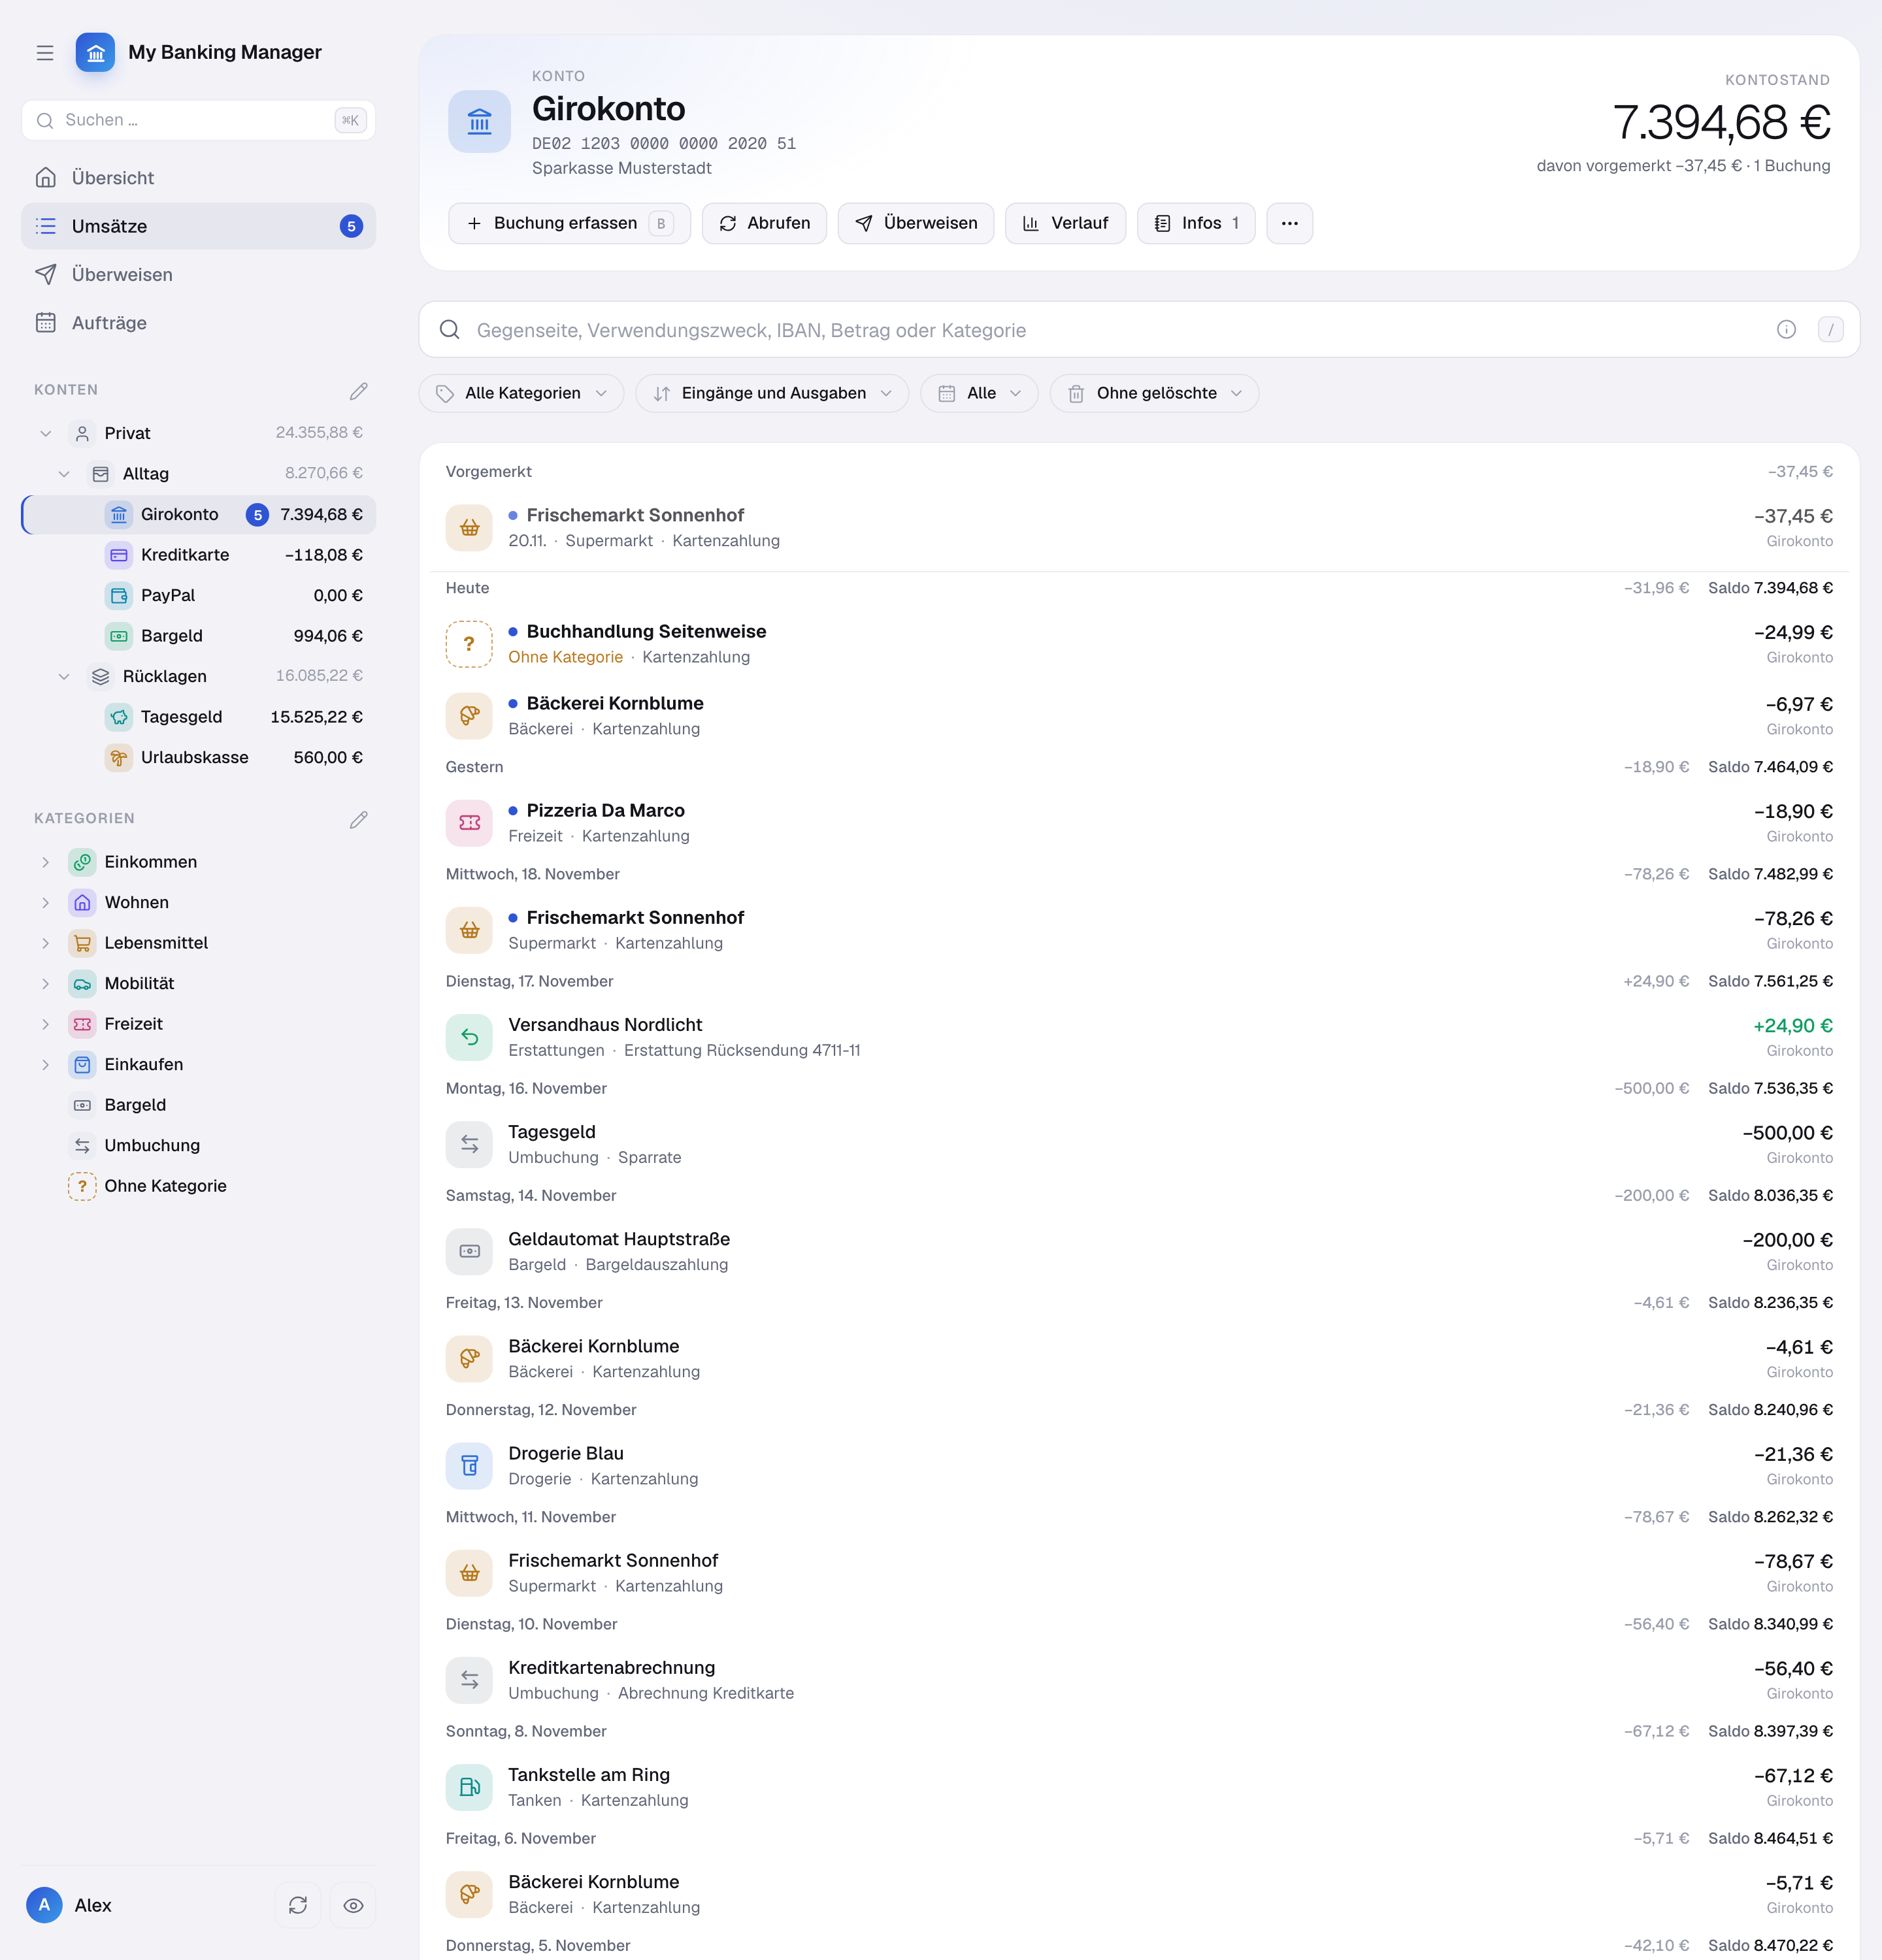 My Banking Manager
Suchen …
⌘K
Übersicht
Umsätze
5
Überweisen
Aufträge
KONTEN
Privat
24.355,88 €
Alltag
8.270,66 €
Girokonto
5
7.394,68 €
Kreditkarte
−118,08 €
PayPal
0,00 €
Bargeld
994,06 €
Rücklagen
16.085,22 €
Tagesgeld
15.525,22 €
Urlaubskasse
560,00 €
KATEGORIEN
Einkommen
Wohnen
Lebensmittel
Mobilität
Freizeit
Einkaufen
Bargeld
Umbuchung
? Ohne Kategorie
A
Alex
KONTO
Girokonto
DE02 1203 0000 0000 2020 51
Sparkasse Musterstadt
KONTOSTAND
7.394,68 €
davon vorgemerkt −37,45 € · 1 Buchung
Buchung erfassen B
Abrufen
Überweisen
Verlauf
Infos 1
Gegenseite, Verwendungszweck, IBAN, Betrag oder Kategorie
/
Alle Kategorien
Eingänge und Ausgaben
Alle
Ohne gelöschte
Vorgemerkt
−37,45 €
Frischemarkt Sonnenhof
−37,45 €
20.11. · Supermarkt · Kartenzahlung
Girokonto
Heute
−31,96 € Saldo 7.394,68 €
?
Buchhandlung Seitenweise
−24,99 €
Ohne Kategorie · Kartenzahlung
Girokonto
Bäckerei Kornblume
−6,97 €
Bäckerei · Kartenzahlung
Girokonto
Gestern
−18,90 € Saldo 7.464,09 €
Pizzeria Da Marco
−18,90 €
Freizeit · Kartenzahlung
Girokonto
Mittwoch, 18. November
−78,26 € Saldo 7.482,99 €
Frischemarkt Sonnenhof
−78,26 €
Supermarkt · Kartenzahlung
Girokonto
Dienstag, 17. November
+24,90 € Saldo 7.561,25 €
Versandhaus Nordlicht
+24,90 €
Erstattungen · Erstattung Rücksendung 4711-11
Girokonto
Montag, 16. November
−500,00 € Saldo 7.536,35 €
Tagesgeld
−500,00 €
Umbuchung · Sparrate
Girokonto
Samstag, 14. November
−200,00 € Saldo 8.036,35 €
Geldautomat Hauptstraße
−200,00 €
Bargeld · Bargeldauszahlung
Girokonto
Freitag, 13. November
−4,61 € Saldo 8.236,35 €
Bäckerei Kornblume
−4,61 €
Bäckerei · Kartenzahlung
Girokonto
Donnerstag, 12. November
−21,36 € Saldo 8.240,96 €
Drogerie Blau
−21,36 €
Drogerie · Kartenzahlung
Girokonto
Mittwoch, 11. November
−78,67 € Saldo 8.262,32 €
Frischemarkt Sonnenhof
−78,67 €
Supermarkt · Kartenzahlung
Girokonto
Dienstag, 10. November
−56,40 € Saldo 8.340,99 €
Kreditkartenabrechnung
−56,40 €
Umbuchung · Abrechnung Kreditkarte
Girokonto
Sonntag, 8. November
−67,12 € Saldo 8.397,39 €
Tankstelle am Ring
−67,12 €
Tanken · Kartenzahlung
Girokonto
Freitag, 6. November
−5,71 € Saldo 8.464,51 €
Bäckerei Kornblume
−5,71 €
Bäckerei · Kartenzahlung
Girokonto
Donnerstag, 5. November
−42,10 € Saldo 8.470,22 €